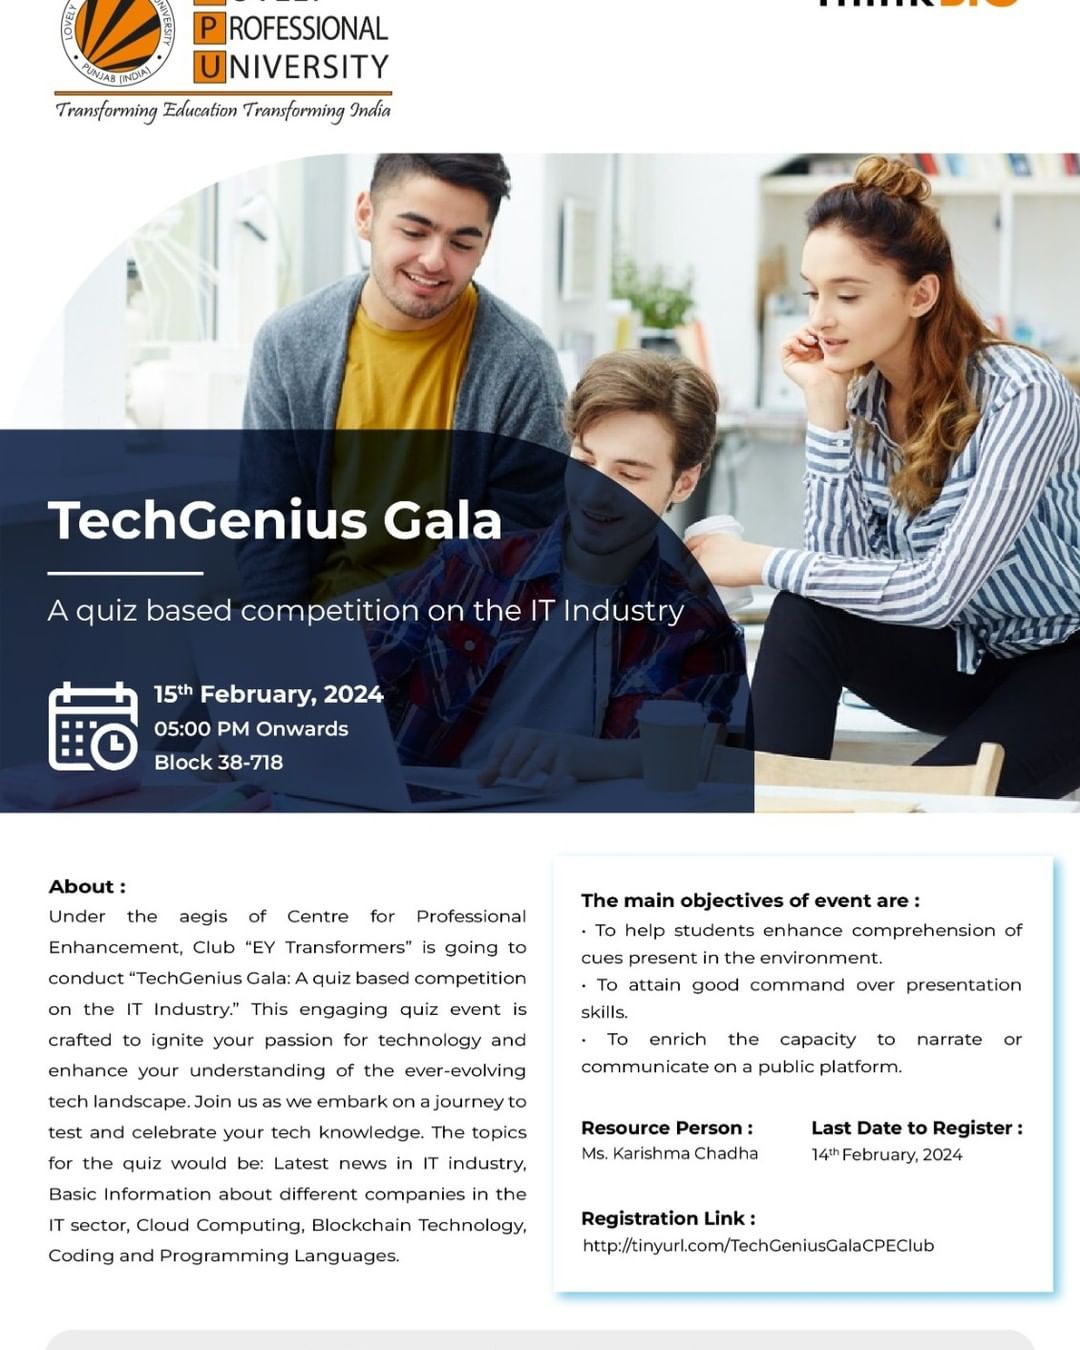 PROFESSIONAL
UNIVERSITY
LOVELY
UNIVERSITY
PUNJAB (INDIA)
Transforming Education Transforming India
TechGenius Gala
A quiz based competition on the IT Industry
15th February, 2024
05:00 PM Onwards
Block 38-718
About :
Under the aegis of Centre for Professional
Enhancement, Club “EY Transformers” is going to
conduct “TechGenius Gala: A quiz based competition
on the IT Industry.” This engaging quiz event is
crafted to ignite your passion for technology and
enhance your understanding of the ever-evolving
tech landscape. Join us as we embark on a journey to
test and celebrate your tech knowledge. The topics
for the quiz would be: Latest news in IT industry,
Basic Information about different companies in the
IT sector, Cloud Computing, Blockchain Technology,
Coding and Programming Languages.
The main objectives of event are :
• To help students enhance comprehension of
cues present in the environment.
• To attain good command over presentation
skills.
• To enrich the capacity to narrate or
communicate on a public platform.
Resource Person :
Ms. Karishma Chadha
Last Date to Register :
14th February, 2024
Registration Link :
http://tinyurl.com/TechGeniusGalaCPEClub